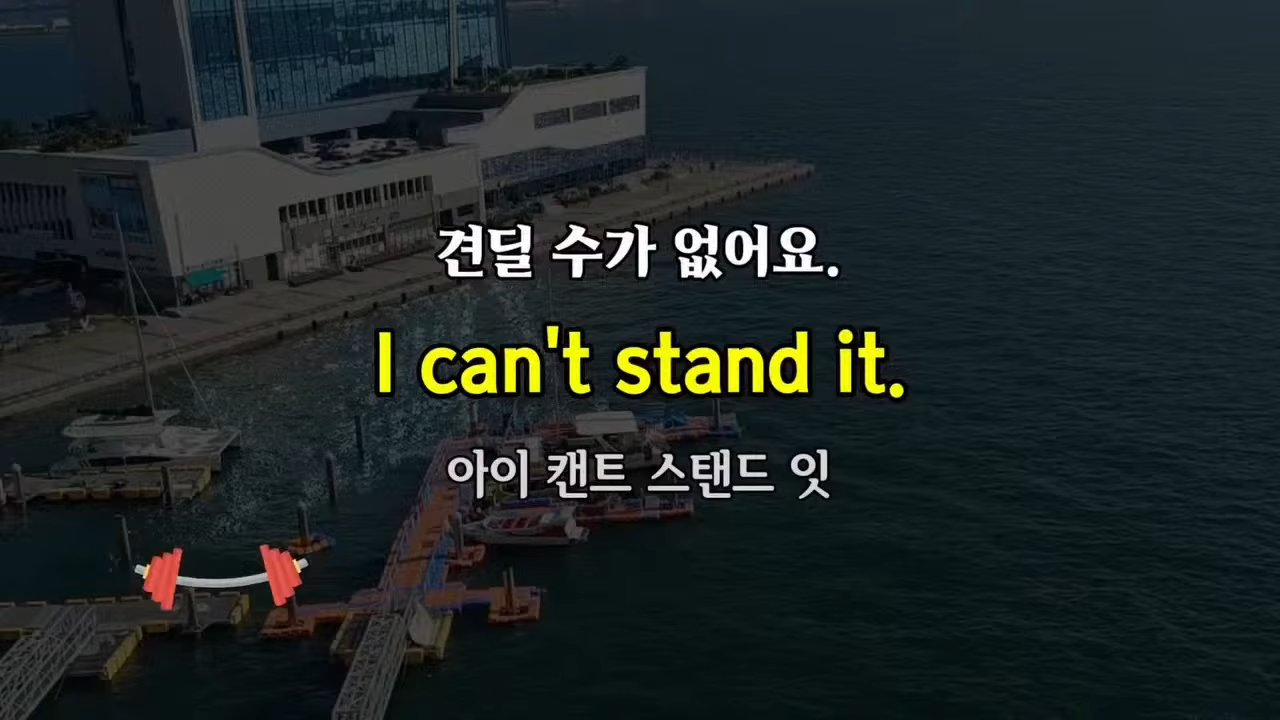 견딜 수가 없어요.
I can't stand it.
아이 캔트 스탠드 잇